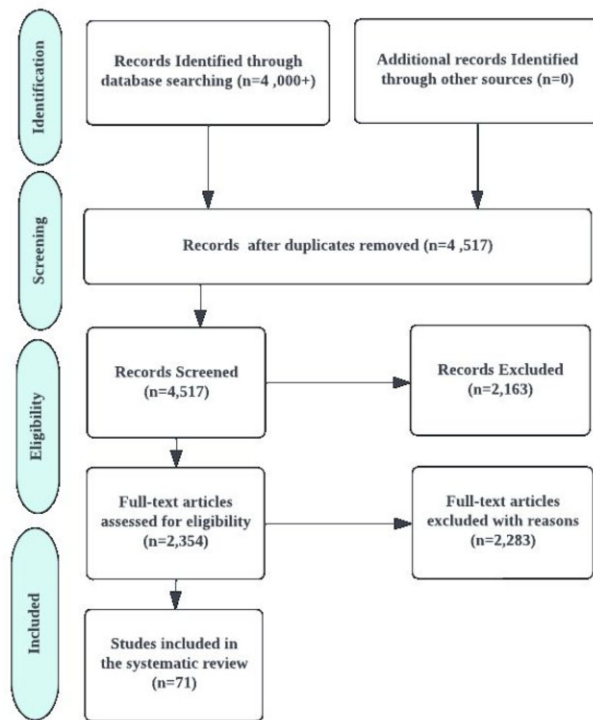 Identification
Records Identified through
database searching (n=4 ,000+)
Additional records Identified
through other sources (n=0)
Screening
Records  after duplicates removed (n=4 ,517)
Eligibility
Records Screened
(n=4,517)
Records Excluded
(n=2,163)
Full-text articles
assessed for eligibility
(n=2,354)
Full-text articles
excluded with reasons
(n=2,283)
Included
Studes included in
the systematic review
(n=71)